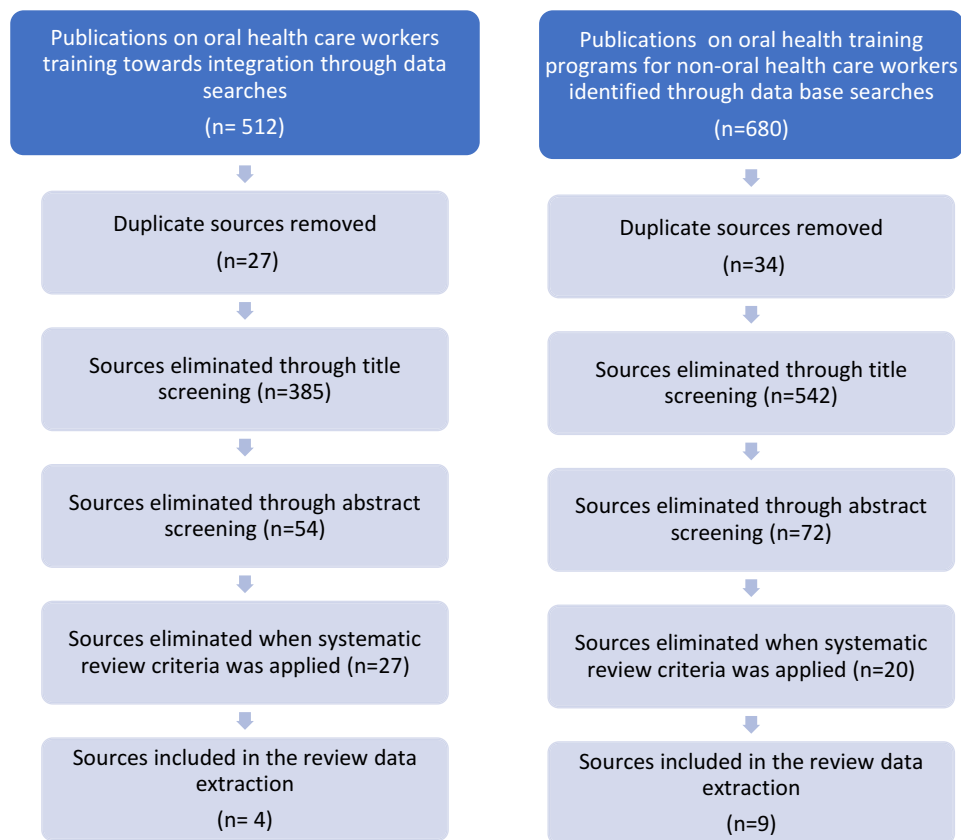 Publications on oral health care workers
training towards integration through data
searches
(n= 512)
Duplicate sources removed
(n=27)
Sources eliminated through title
screening (n=385)
Sources eliminated through abstract
screening (n=54)
Sources eliminated when systematic
review criteria was applied (n=27)
Sources included in the review data
extraction
(n= 4)
Publications on oral health training
programs for non-oral health care workers
identified through data base searches
(n=680)
Duplicate sources removed
(n=34)
Sources eliminated through title
screening (n=542)
Sources eliminated through abstract
screening (n=72)
Sources eliminated when systematic
review criteria was applied (n=20)
Sources included in the review data
extraction
(n=9)